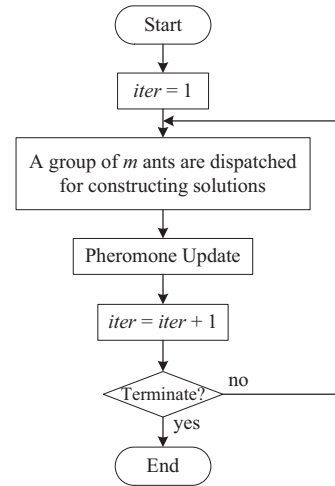 Start
iter = 1
A group of m ants are dispatched
for constructing solutions
Pheromone Update
iter = iter + 1
Terminate?
no
yes
End